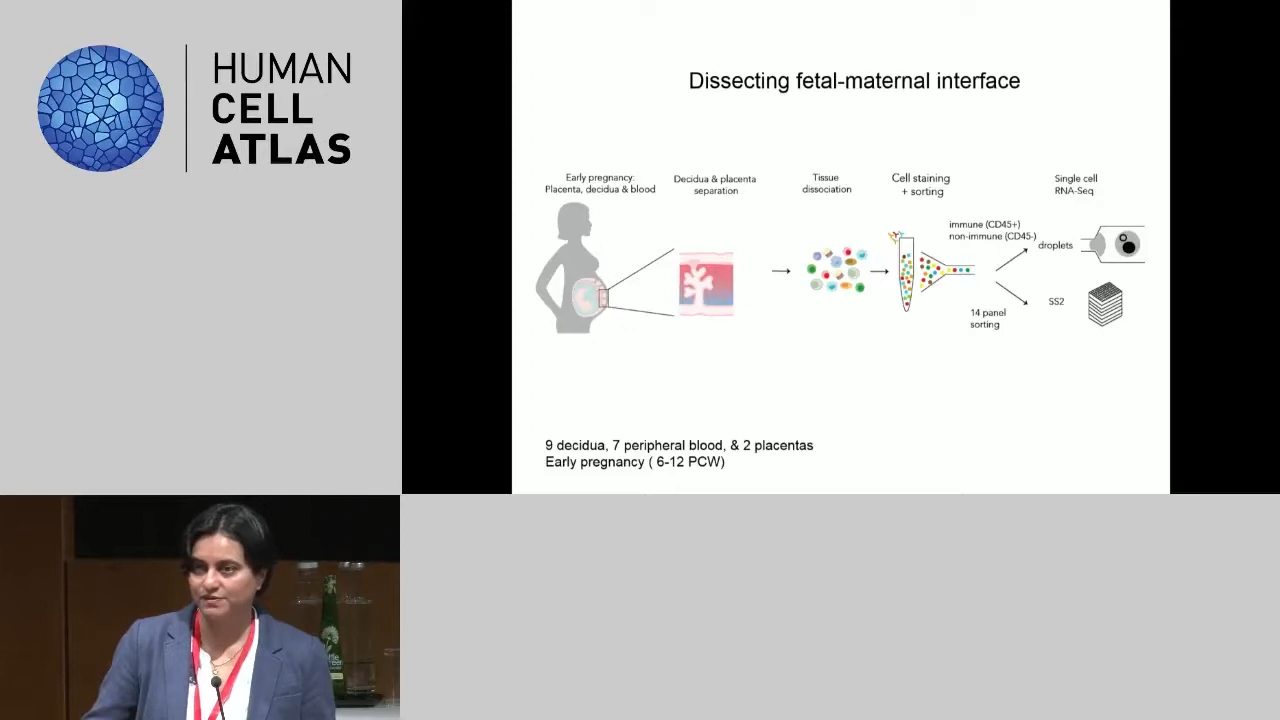 HUMAN
CELL
ATLAS
Dissecting fetal-maternal interface
Early pregnancy:
Placenta, decidua & blood
Decidua & placenta
separation
Tissue
dissociation
Cell staining
+ sorting
Single cell
RNA-Seq
immune (CD45+)
non-immune (CD45-)
droplets
SS2
14 panel
sorting
9 decidua, 7 peripheral blood, & 2 placentas
Early pregnancy ( 6-12 PCW)